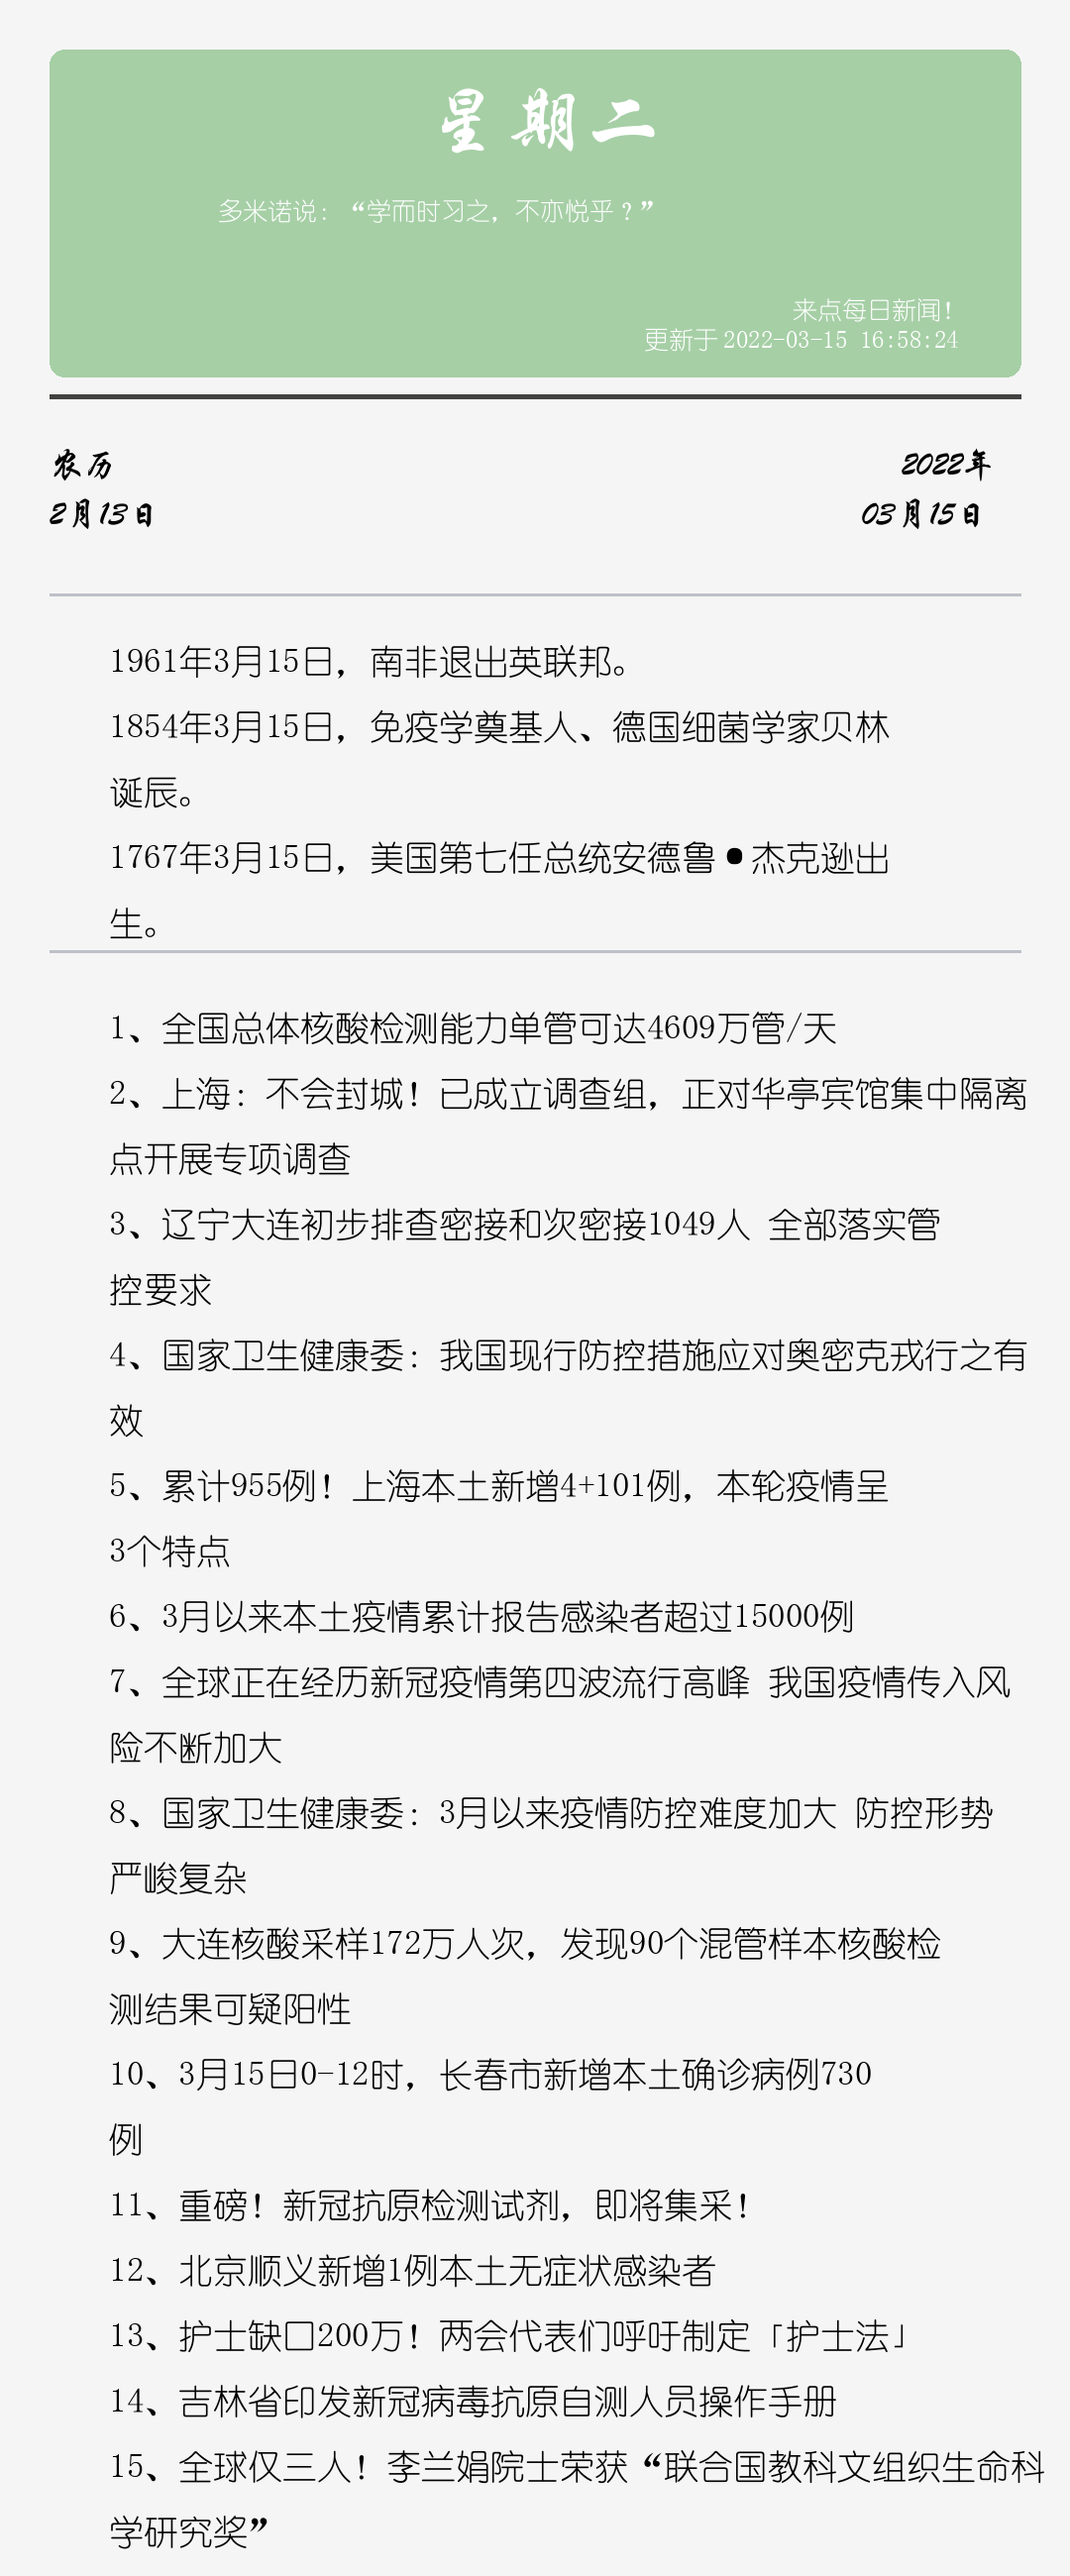 星期二
多米诺说：“学而时习之，不亦悦乎？”
来点每日新闻！
更新于2022-03-15 16:58:24
农历
2月13日
2022年
03月15日
1961年3月15日，南非退出英联邦。
1854年3月15日，免疫学奠基人、德国细菌学家贝林
诞辰。
1767年3月15日，美国第七任总统安德鲁•杰克逊出
生。
1、全国总体核酸检测能力单管可达4609万管/天
2、上海：不会封城！已成立调查组，正对华亭宾馆集中隔离
点开展专项调查
3、辽宁大连初步排查密接和次密接1049人 全部落实管
控要求
4、国家卫生健康委：我国现行防控措施应对奥密克戎行之有
效
5、累计955例！上海本土新增4+101例，本轮疫情呈
3个特点
6、3月以来本土疫情累计报告感染者超过15000例
7、全球正在经历新冠疫情第四波流行高峰 我国疫情传入风
险不断加大
8、国家卫生健康委：3月以来疫情防控难度加大 防控形势
严峻复杂
9、大连核酸采样172万人次，发现90个混管样本核酸检
测结果可疑阳性
10、3月15日0-12时，长春市新增本土确诊病例730
例
11、重磅！新冠抗原检测试剂，即将集采！
12、北京顺义新增1例本土无症状感染者
13、护士缺口200万！两会代表们呼吁制定「护士法」
14、吉林省印发新冠病毒抗原自测人员操作手册
15、全球仅三人！李兰娟院士荣获“联合国教科文组织生命科
学研究奖”